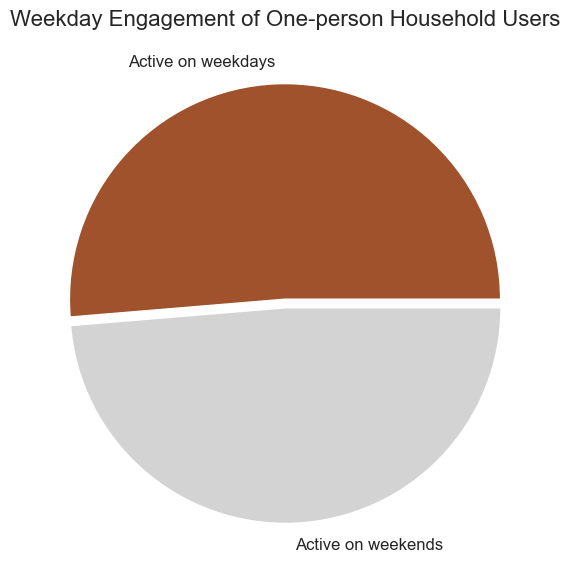 Weekday Engagement of One-person Household Users
Active on weekdays
Active on weekends